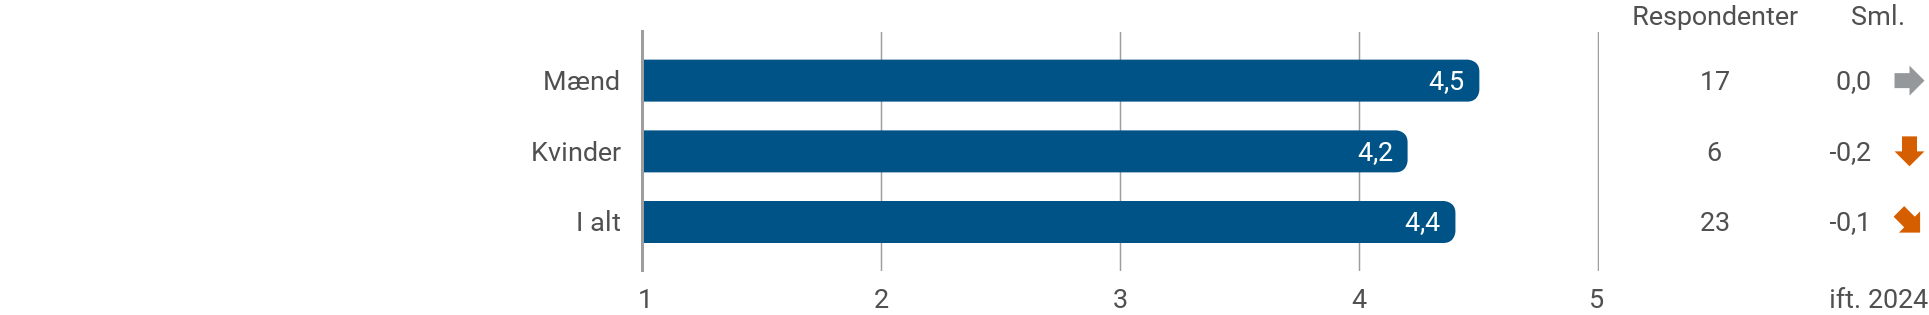 Respondenter Sml.
Mænd 4,5 17 0,0
Kvinder 4,2 6 -0,2
I alt 4,4 23 -0,1
1 2 3 4 5 ift. 2024